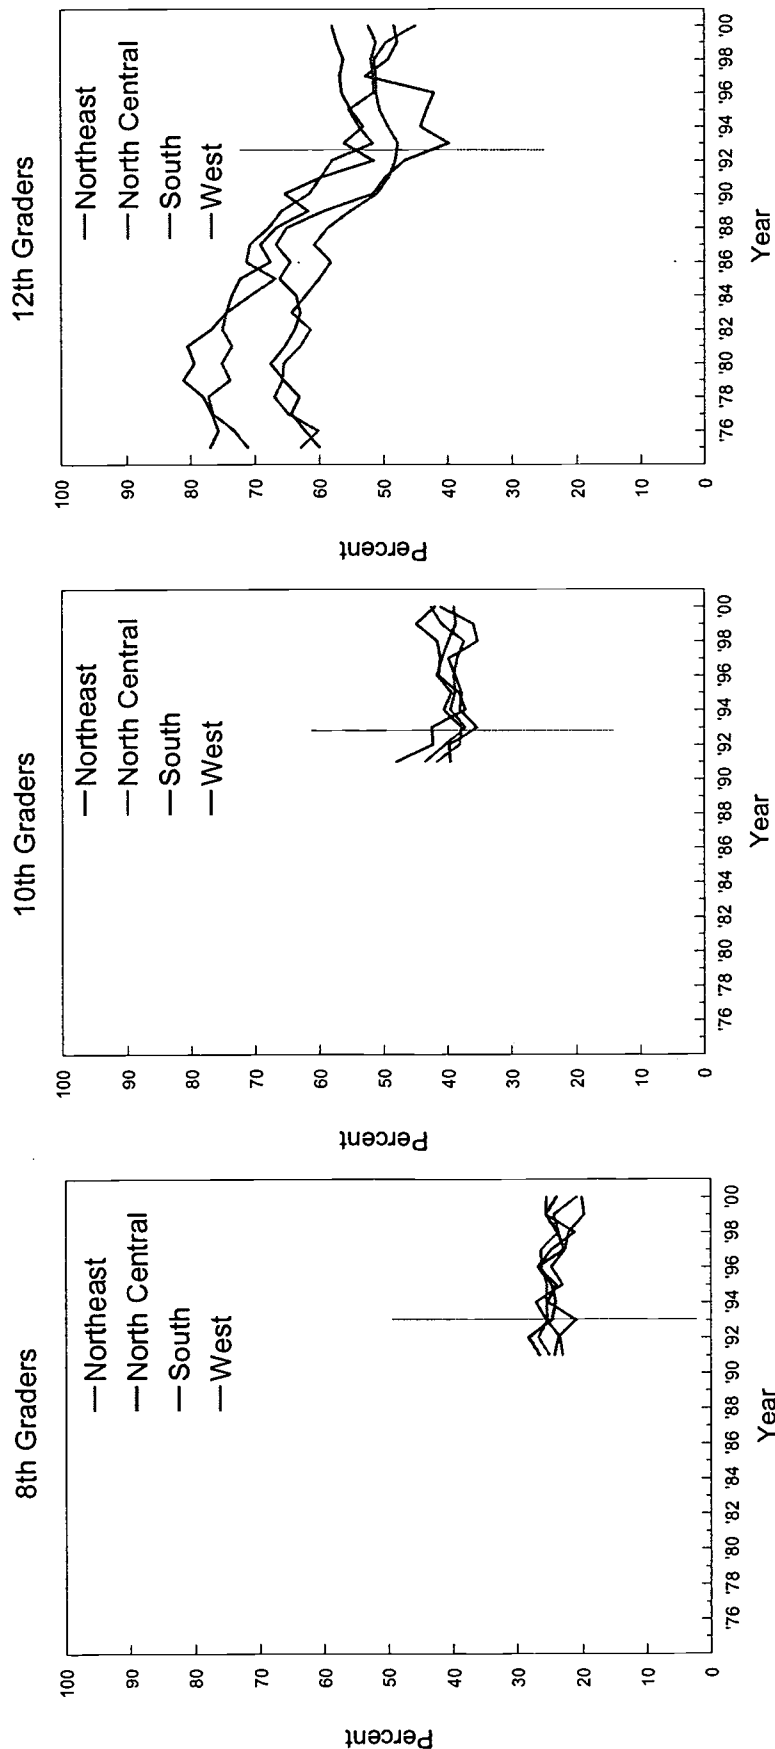 8th Graders
Northeast
North Central
South
West
Percent
100
90
80
70
60
50
40
30
20
10
0
'76 '78 '80 '82 '84 '86 '88 '90 '92 '94 '96 '98 '00
Year
10th Graders
Northeast
North Central
South
West
Percent
100
90
80
70
60
50
40
30
20
10
0
'76 '78 '80 '82 '84 '86 '88 '90 '92 '94 '96 '98 '00
Year
12th Graders
Northeast
North Central
South
West
Percent
100
90
80
70
60
50
40
30
20
10
0
'76 '78 '80 '82 '84 '86 '88 '90 '92 '94 '96 '98 '00
Year